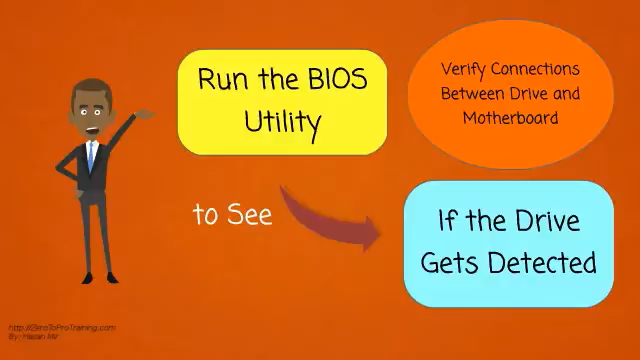 Run the BIOS
Utility
Verify Connections
Between Drive and
Motherboard
to See
If the Drive
Gets Detected
http://ZeroToProTraining.com
By: Hasan Mir